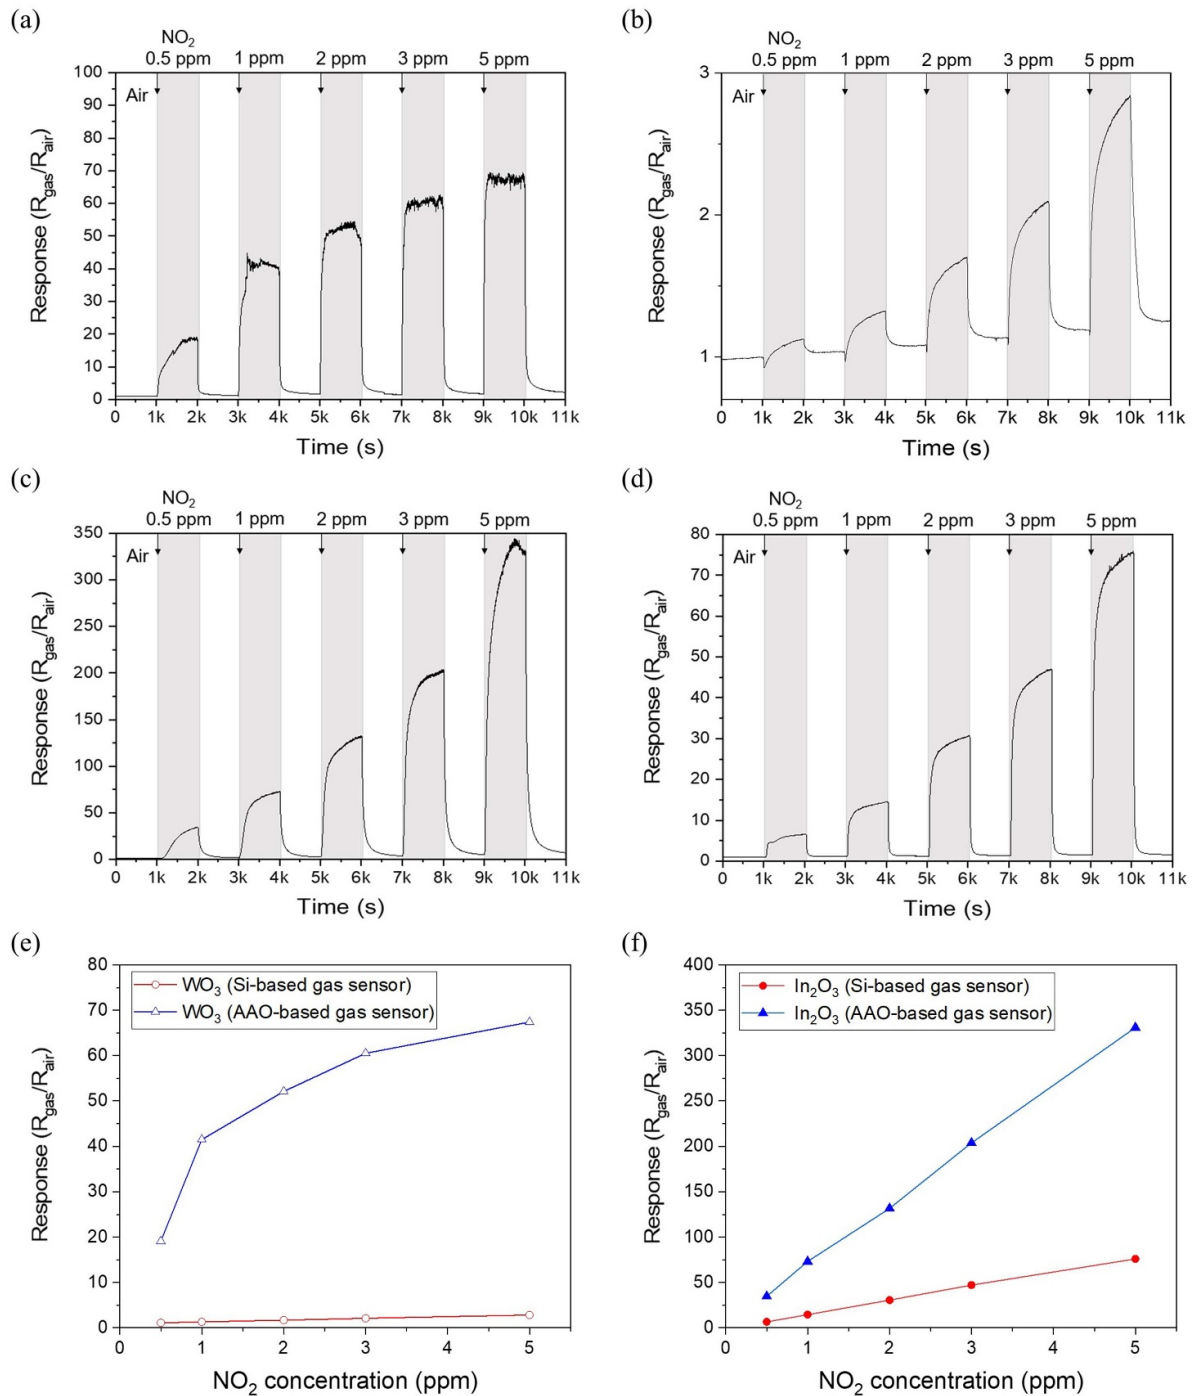 (a)
NO2
0.5 ppm 1 ppm 2 ppm 3 ppm 5 ppm
Air
Response (Rgas/Rair)
100
90
80
70
60
50
40
30
20
10
0
0 1k 2k 3k 4k 5k 6k 7k 8k 9k 10k 11k
Time (s)
(b)
NO2
0.5 ppm 1 ppm 2 ppm 3 ppm 5 ppm
Air
Response (Rgas/Rair)
3
2
1
0 1k 2k 3k 4k 5k 6k 7k 8k 9k 10k 11k
Time (s)
(c)
NO2
0.5 ppm 1 ppm 2 ppm 3 ppm 5 ppm
Air
Response (Rgas/Rair)
350
300
250
200
150
100
50
0
0 1k 2k 3k 4k 5k 6k 7k 8k 9k 10k 11k
Time (s)
(d)
NO2
0.5 ppm 1 ppm 2 ppm 3 ppm 5 ppm
Air
Response (Rgas/Rair)
80
75
60
50
40
30
20
10
0
0 1k 2k 3k 4k 5k 6k 7k 8k 9k 10k 11k
Time (s)
(e)
WO3 (Si-based gas sensor)
WO3 (AAO-based gas sensor)
Response (Rgas/Rair)
80
70
60
50
40
30
20
10
0
0 1 2 3 4 5
NO2 concentration (ppm)
(f)
In2O3 (Si-based gas sensor)
In2O3 (AAO-based gas sensor)
Response (Rgas/Rair)
400
350
300
250
200
150
100
50
0
0 1 2 3 4 5
NO2 concentration (ppm)